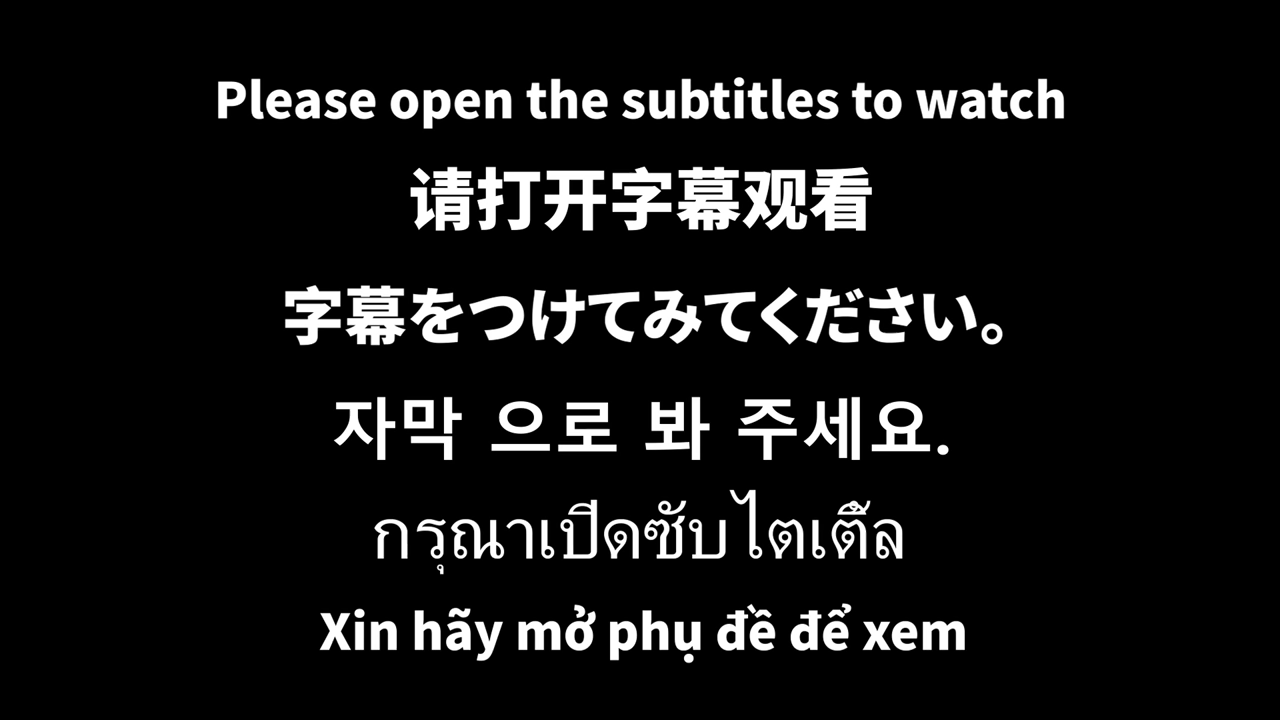 Please open the subtitles to watch
请打开字幕观看
字幕をつけてみてください。
자막 으로 봐 주세요.
กรุณาเปิดซับไตเติ้ล
Xin hãy mở phụ đề để xem